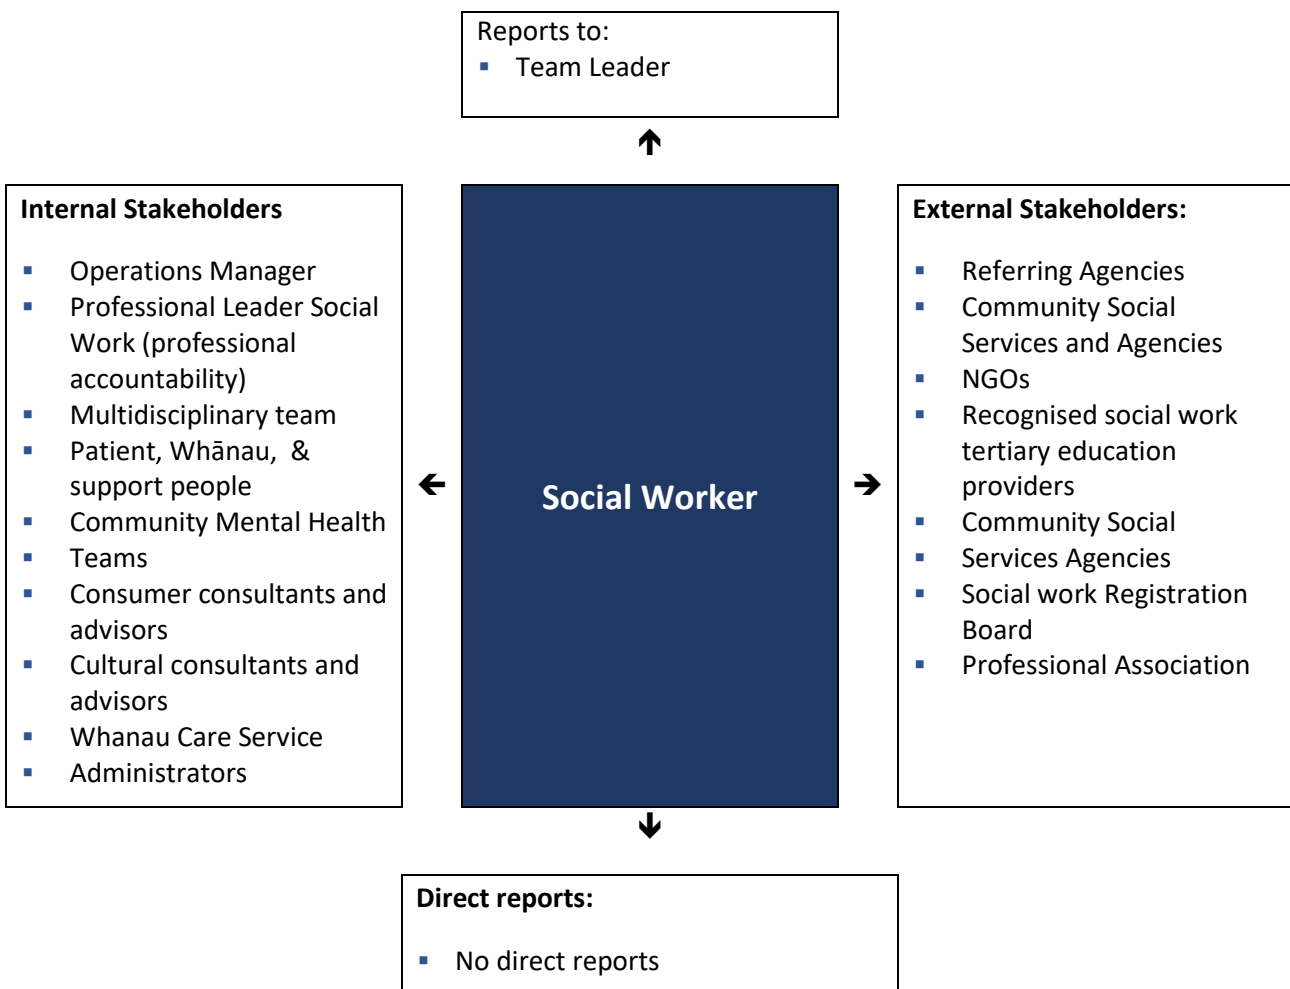 Reports to:
▪ Team Leader
🡩
Internal Stakeholders
▪ Operations Manager
▪ Professional Leader Social
Work (professional
accountability)
▪ Multidisciplinary team
▪ Patient, Whānau, &
support people
▪ Community Mental Health
▪ Teams
▪ Consumer consultants and
advisors
▪ Cultural consultants and
advisors
▪ Whanau Care Service
▪ Administrators
🡨
Social Worker
🡪
External Stakeholders:
▪ Referring Agencies
▪ Community Social
Services and Agencies
▪ NGOs
▪ Recognised social work
tertiary education
providers
▪ Community Social
▪ Services Agencies
▪ Social work Registration
Board
▪ Professional Association
🡫
Direct reports:
▪ No direct reports